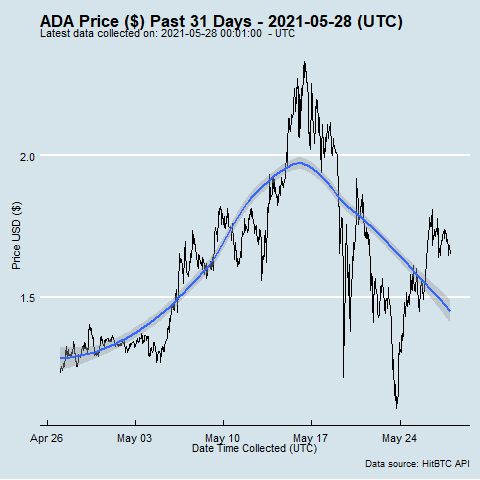 ADA Price ($) Past 31 Days - 2021-05-28 (UTC)
Latest data collected on: 2021-05-28 00:01:00 - UTC
Price USD ($)
2.0
1.5
Apr 26 May 03 May 10 May 17 May 24
Date Time Collected (UTC)
Data source: HitBTC API